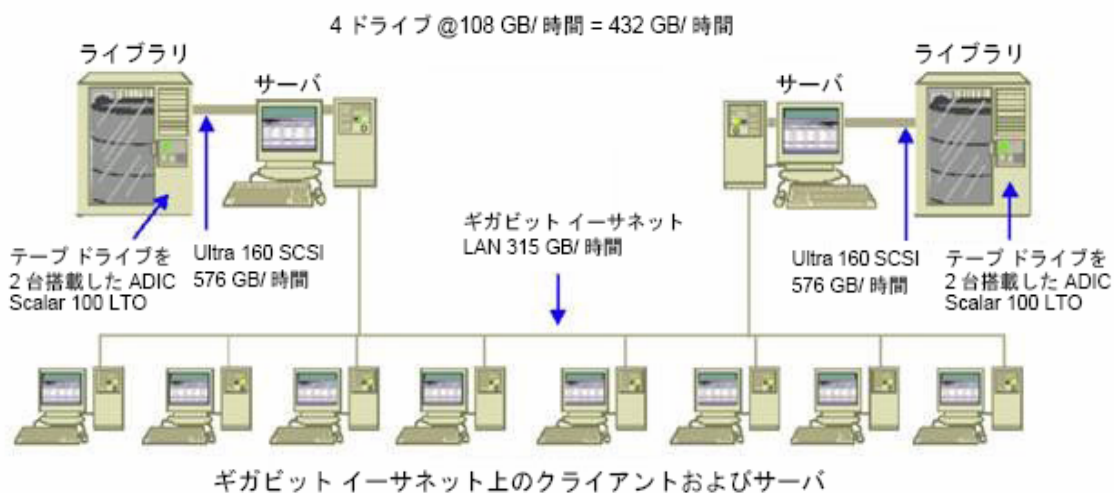 4 ドライブ @108 GB/ 時間 = 432 GB/ 時間
ライブラリ
サーバ
サーバ
ライブラリ
テープ ドライブを
2 台搭載した ADIC
Scalar 100 LTO
Ultra 160 SCSI
576 GB/ 時間
ギガビット イーサネット
LAN 315 GB/ 時間
Ultra 160 SCSI
576 GB/ 時間
テープ ドライブを
2 台搭載した ADIC
Scalar 100 LTO
ギガビット イーサネット上のクライアントおよびサーバ